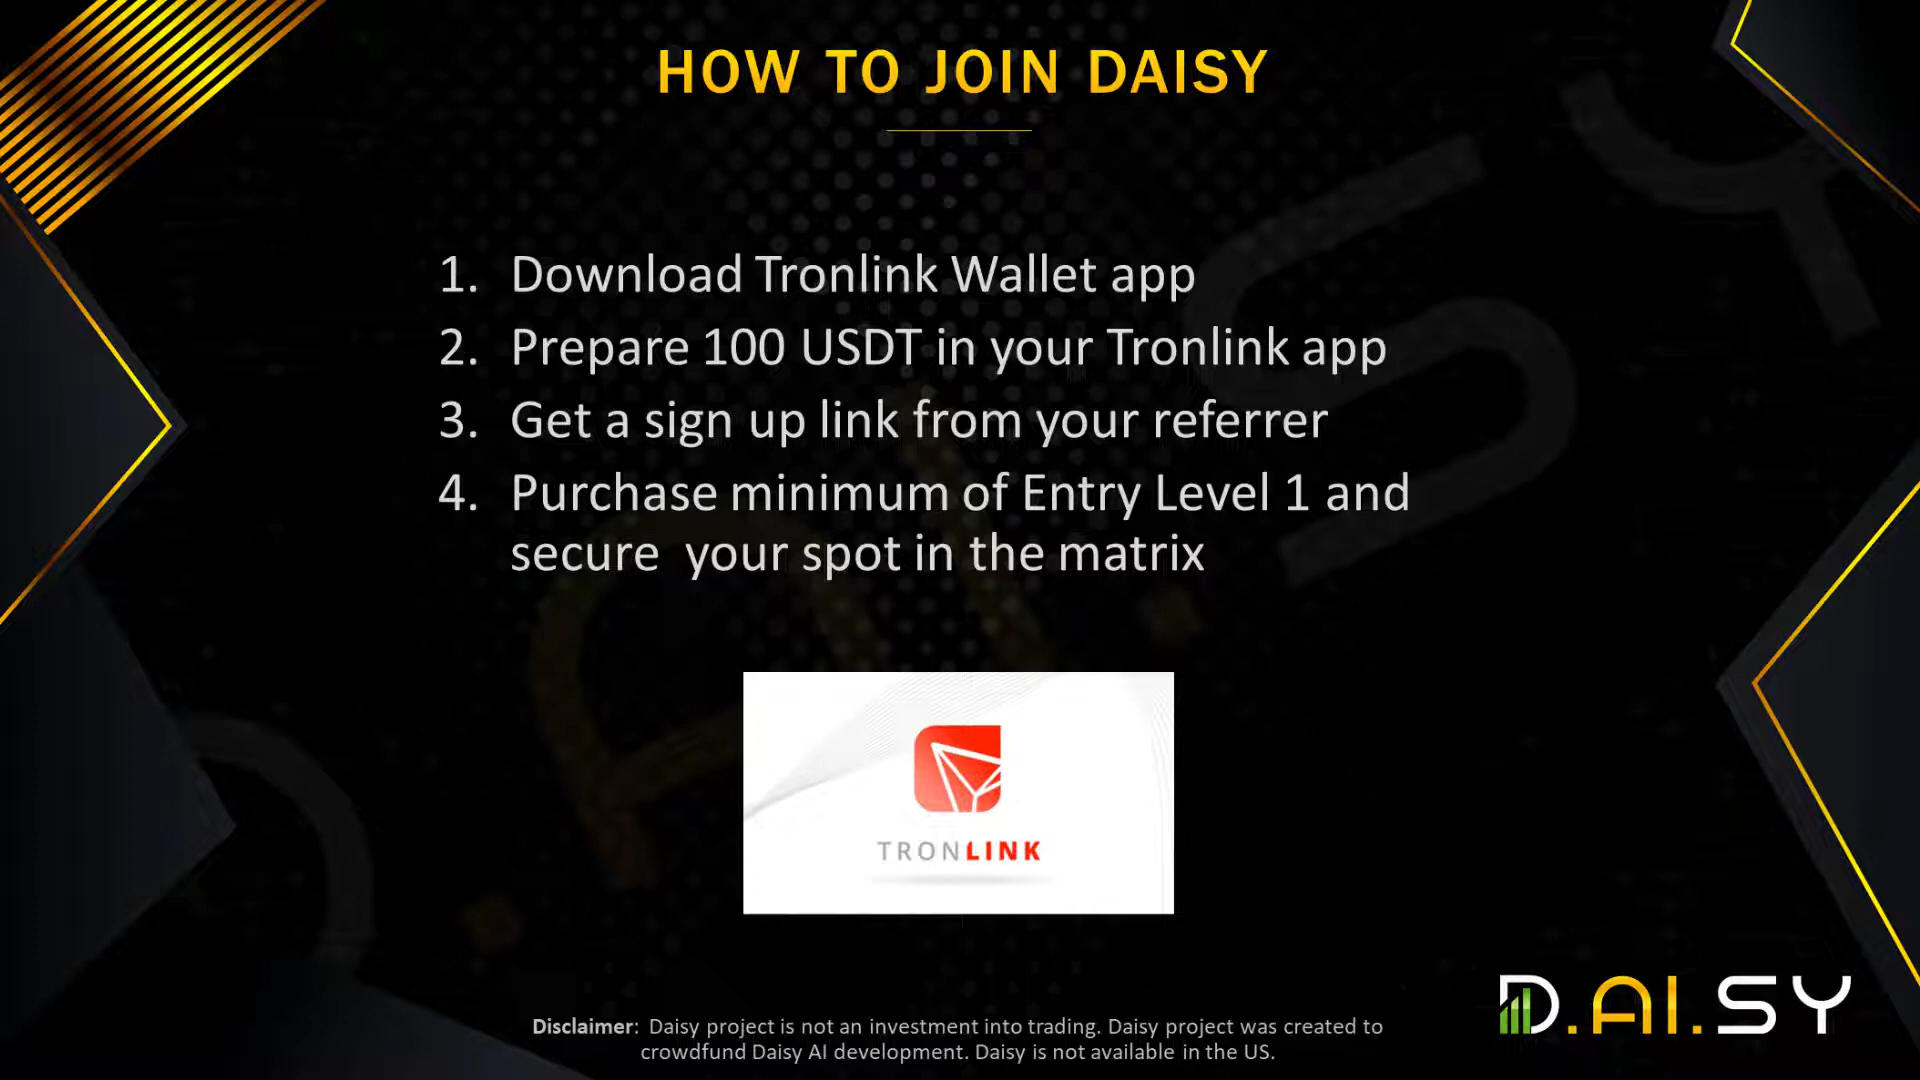 HOW TO JOIN DAISY
1. Download Tronlink Wallet app
2. Prepare 100 USDT in your Tronlink app
3. Get a sign up link from your referrer
4. Purchase minimum of Entry Level 1 and
secure  your spot in the matrix
TRONLINK
D.AI.SY
Disclaimer:  Daisy project is not an investment into trading. Daisy project was created to
crowdfund Daisy AI development. Daisy is not available in the US.